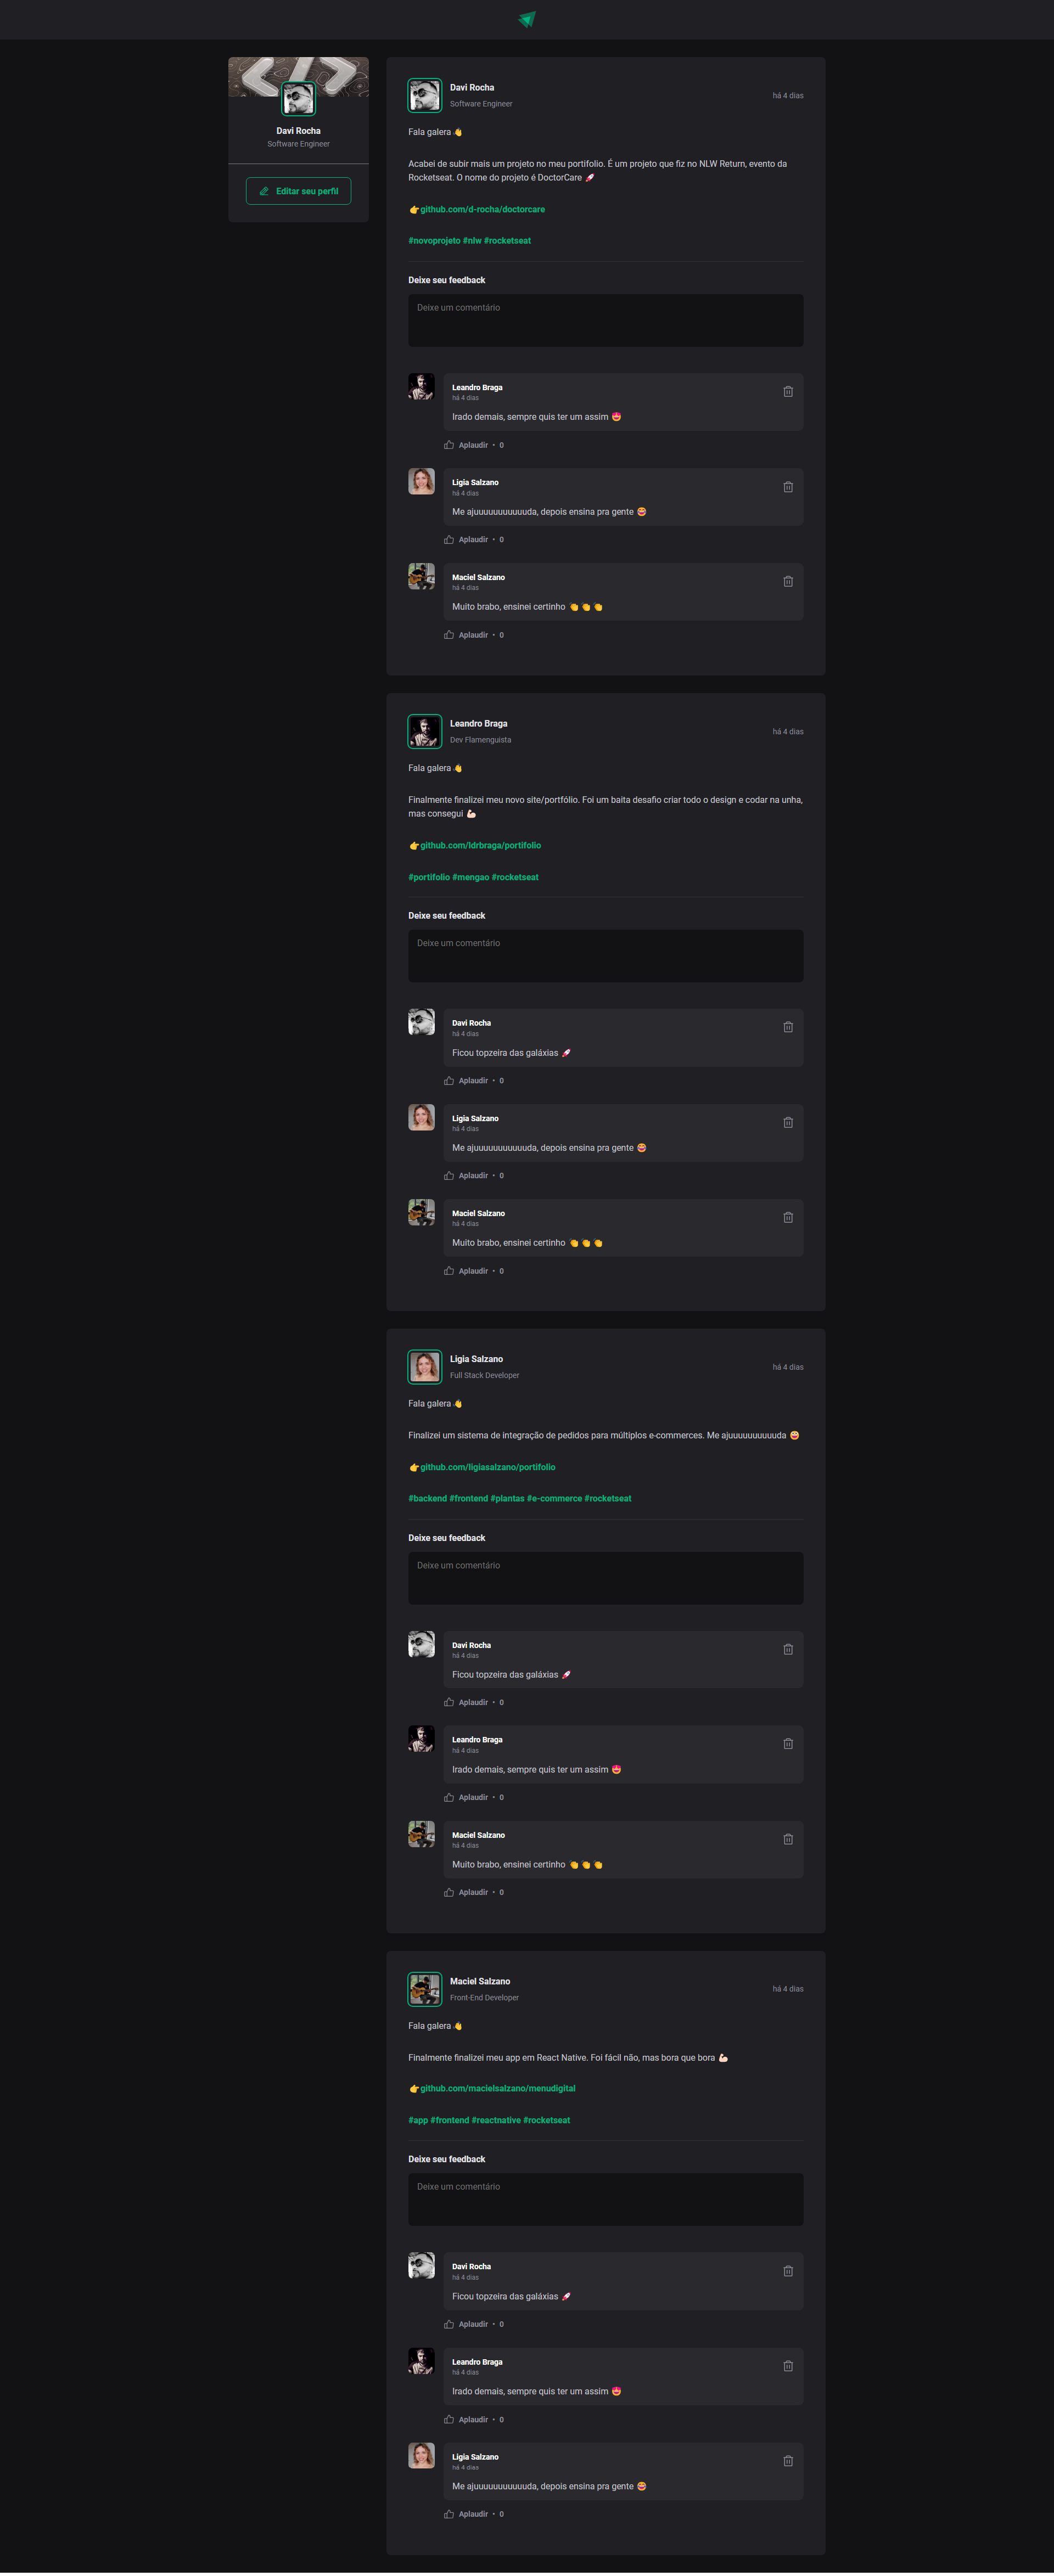 Davi Rocha
Software Engineer
Editar seu perfil
Davi Rocha
Software Engineer
há 4 dias
Fala galera 👋
Acabei de subir mais um projeto no meu portifolio. É um projeto que fiz no NLW Return, evento da
Rocketseat. O nome do projeto é DoctorCare 🚀
👉 github.com/d-rocha/doctorcare
#novoprojeto #nlw #rocketseat
Deixe seu feedback
Deixe um comentário
Leandro Braga
há 4 dias
Irado demais, sempre quis ter um assim 😍
Aplaudir • 0
Ligia Salzano
há 4 dias
Me ajuuuuuuuuuuuda, depois ensina pra gente 😍
Aplaudir • 0
Maciel Salzano
há 4 dias
Muito brabo, ensinei certinho 👏 👏 👏
Aplaudir • 0
Leandro Braga
Dev Flamenguista
há 4 dias
Fala galera 👋
Finalmente finalizei meu novo site/portfólio. Foi um baita desafio criar todo o design e codar na unha,
mas consegui 💪🏻
👉 github.com/ldrbraga/portifolio
#portifolio #mengao #rocketseat
Deixe seu feedback
Deixe um comentário
Davi Rocha
há 4 dias
Ficou topzeira das galáxias 🚀
Aplaudir • 0
Ligia Salzano
há 4 dias
Me ajuuuuuuuuuuuda, depois ensina pra gente 😍
Aplaudir • 0
Maciel Salzano
há 4 dias
Muito brabo, ensinei certinho 👏 👏 👏
Aplaudir • 0
Ligia Salzano
Full Stack Developer
há 4 dias
Fala galera 👋
Finalizei um sistema de integração de pedidos para múltiplos e-commerces. Me ajuuuuuuuuuuda 😄
👉 github.com/ligiasalzano/portifolio
#backend #frontend #plantas #e-commerce #rocketseat
Deixe seu feedback
Deixe um comentário
Davi Rocha
há 4 dias
Ficou topzeira das galáxias 🚀
Aplaudir • 0
Leandro Braga
há 4 dias
Irado demais, sempre quis ter um assim 😍
Aplaudir • 0
Maciel Salzano
há 4 dias
Muito brabo, ensinei certinho 👏 👏 👏
Aplaudir • 0
Maciel Salzano
Front-End Developer
há 4 dias
Fala galera 👋
Finalmente finalizei meu app em React Native. Foi fácil não, mas bora que bora 💪🏻
👉 github.com/macielsalzano/menudigital
#app #frontend #reactnative #rocketseat
Deixe seu feedback
Deixe um comentário
Davi Rocha
há 4 dias
Ficou topzeira das galáxias 🚀
Aplaudir • 0
Leandro Braga
há 4 dias
Irado demais, sempre quis ter um assim 😍
Aplaudir • 0
Ligia Salzano
há 4 dias
Me ajuuuuuuuuuuuda, depois ensina pra gente 😍
Aplaudir • 0